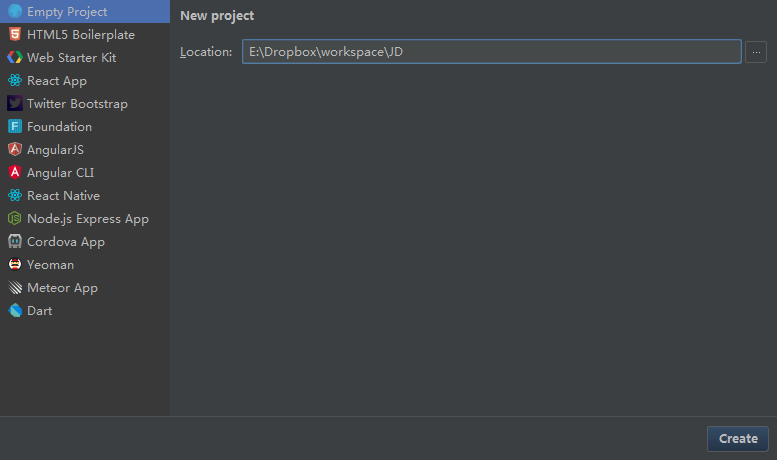 Empty Project
HTML5 Boilerplate
Web Starter Kit
React App
Twitter Bootstrap
Foundation
AngularJS
Angular CLI
React Native
Node.js Express App
Cordova App
Yeoman
Meteor App
Dart
New project
Location: E:\Dropbox\workspace\JD ...
Create